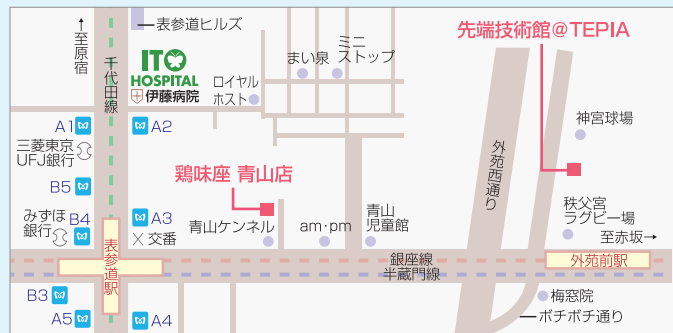 ←至原宿
千代田線
表参道ヒルズ
ITO
HOSPITAL
伊藤病院
ロイヤル
ホスト
まい泉
ミニ
ストップ
先端技術館@TEPIA
神宮球場
外苑西通り
A1
A2
三菱東京
UFJ銀行
B5
鶏味座 青山店
みずほ
銀行
B4
A3
交番
青山ケンネル
am·pm
青山
児童館
秩父宮
ラグビー場
至赤坂→
表参道駅
銀座線
半蔵門線
外苑前駅
B3
A5
A4
梅窓院
ボチボチ通り